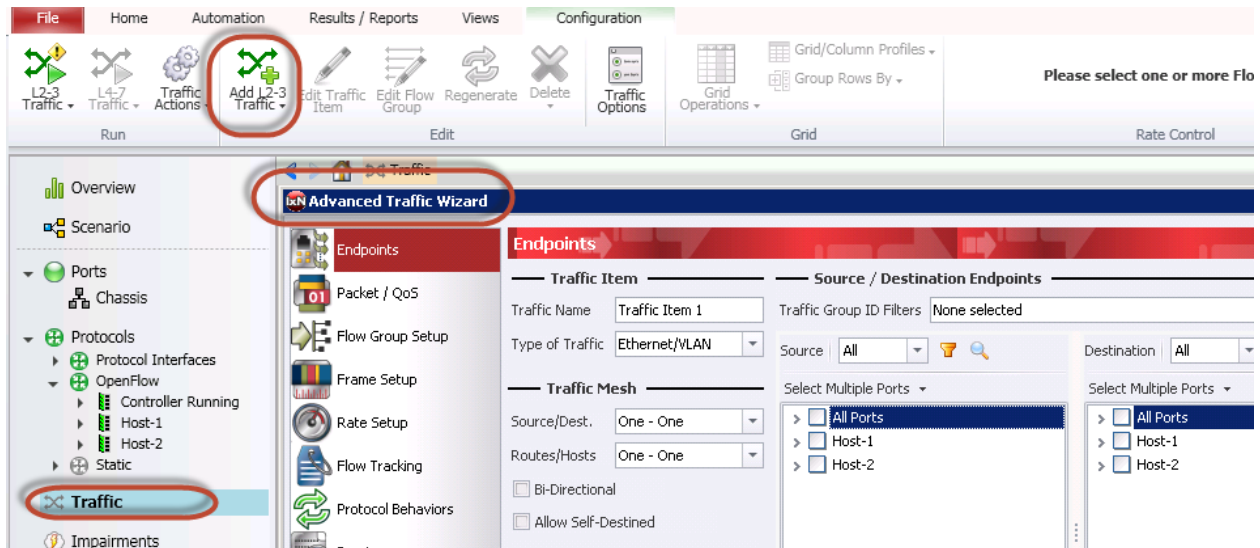 File Home Automation Results / Reports Views Configuration
L2-3 Traffic
L4-7 Traffic
Traffic Actions
Add L2-3 Traffic
Edit Traffic Item
Edit Flow Group
Regenerate
Delete
Traffic Options
Grid Operations
Grid/Column Profiles
Group Rows By
Please select one or more Flo
Run Edit Grid Rate Control
Overview
Scenario
Ports
Chassis
Protocols
Protocol Interfaces
OpenFlow
Controller Running
Host-1
Host-2
Static
Traffic
Impairments
Traffic
IxN Advanced Traffic Wizard
Endpoints
Packet / QoS
Flow Group Setup
Frame Setup
Rate Setup
Flow Tracking
Protocol Behaviors
Endpoints
Traffic Item
Traffic Name Traffic Item 1
Type of Traffic Ethernet/VLAN
Traffic Mesh
Source/Dest. One - One
Routes/Hosts One - One
Bi-Directional
Allow Self-Destined
Source / Destination Endpoints
Traffic Group ID Filters None selected
Source All
Select Multiple Ports
All Ports
Host-1
Host-2
Destination All
Select Multiple Ports
All Ports
Host-1
Host-2